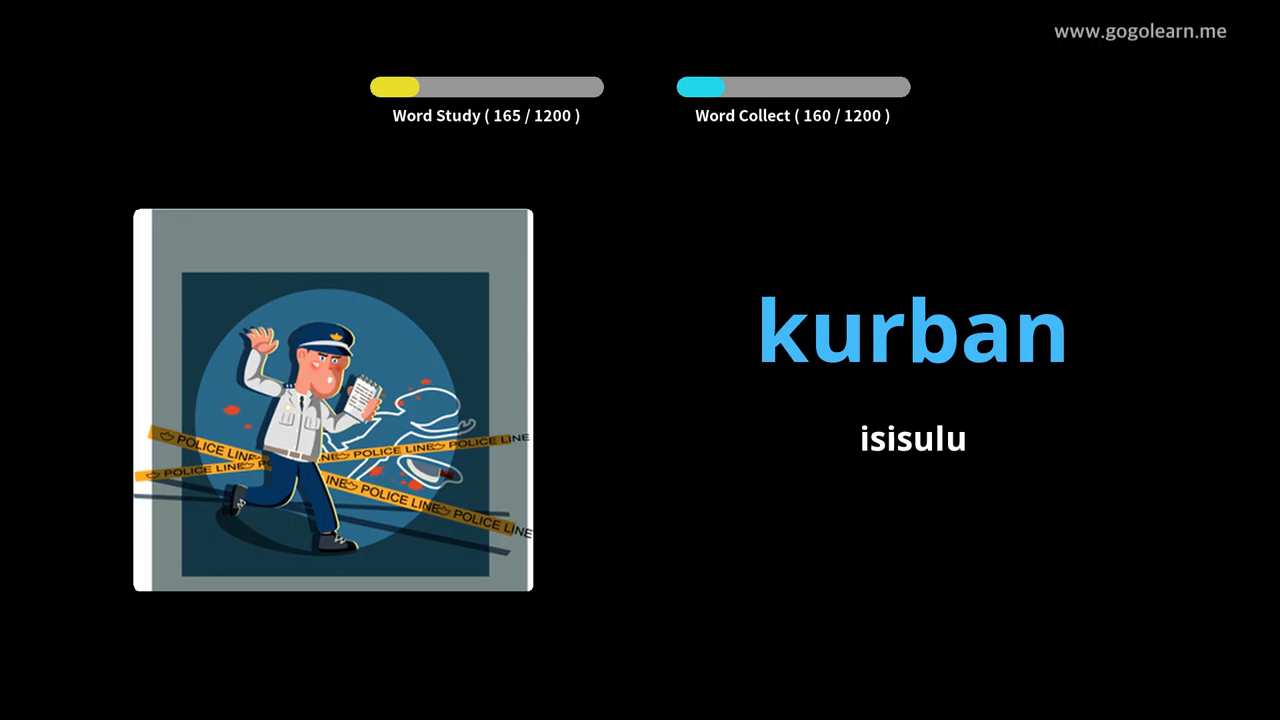 www.gogolearn.me
Word Study ( 165 / 1200 )
Word Collect ( 160 / 1200 )
kurban
isisulu
POLICE LINE
POLICE LINE
POLICE LINE
POLICE LINE
POLICE LINE
POLICE LINE